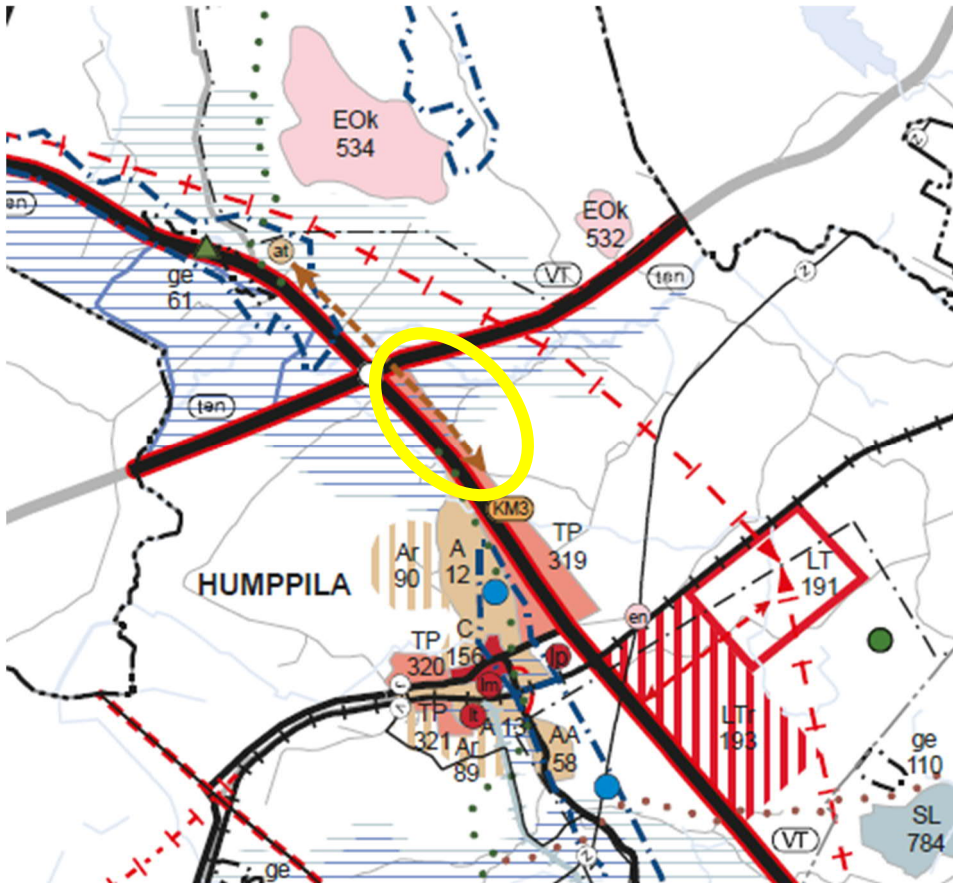 EOk
534
z
EOk
532
ten
at
VT
ten
ge
61
z
ten
KM3
Ar
90
A
12
TP
319
LT
191
HUMPPILA
en
C
156
TP
320
lp
lm
TP
321
lt
A 13
Ar
89
AA
58
LTr
193
ge
110
SL
784
VT
z
ge